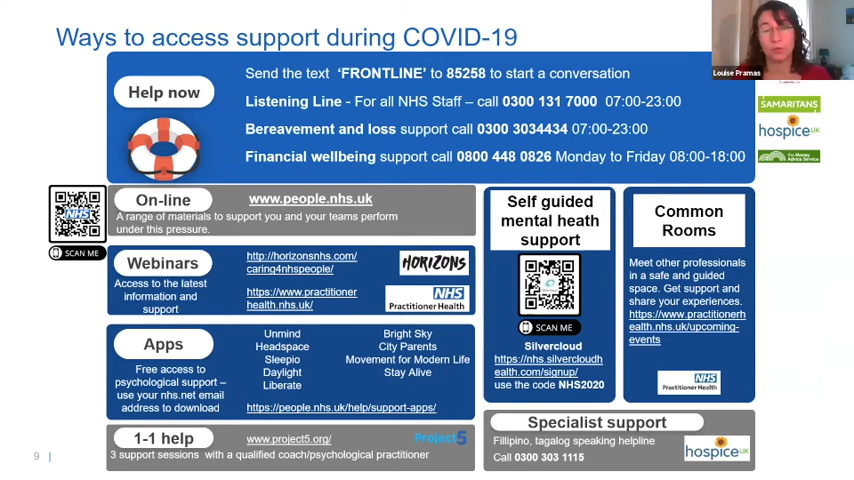 Ways to access support during COVID-19
Louise Pramas
Help now
Send the text 'FRONTLINE' to 85258 to start a conversation
Listening Line - For all NHS Staff – call 0300 131 7000 07:00-23:00
Bereavement and loss support call 0300 3034434 07:00-23:00
Financial wellbeing support call 0800 448 0826 Monday to Friday 08:00-18:00
SAMARITANS
hospice UK
the Money Advice Service
NHS
SCAN ME
On-line
www.people.nhs.uk
A range of materials to support you and your teams perform
under this pressure.
Webinars
Access to the latest
information and
support
http://horizonsnhs.com/
caring4nhspeople/
HORIZONS
https://www.practitioner
health.nhs.uk/
NHS
Practitioner Health
Apps
Free access to
psychological support –
use your nhs.net email
address to download
Unmind
Headspace
Sleepio
Daylight
Liberate
Bright Sky
City Parents
Movement for Modern Life
Stay Alive
https://people.nhs.uk/help/support-apps/
1-1 help
www.project5.org/
Project5
3 support sessions with a qualified coach/psychological practitioner
Self guided
mental heath
support
SCAN ME
Silvercloud
https://nhs.silvercloudh
ealth.com/signup/
use the code NHS2020
Common
Rooms
Meet other professionals
in a safe and guided
space. Get support and
share your experiences.
https://www.practitionerh
ealth.nhs.uk/upcoming-
events
NHS
Practitioner Health
Specialist support
Fillipino, tagalog speaking helpline
Call 0300 303 1115
hospice UK
9 |